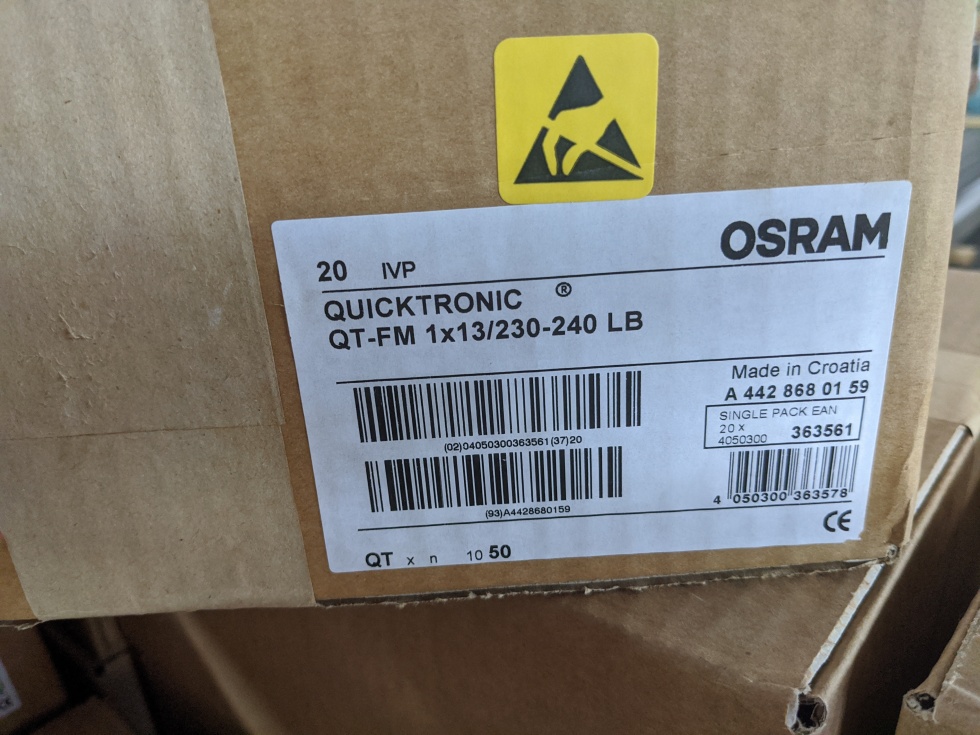 OSRAM
20 IVP
QUICKTRONIC ®
QT-FM 1x13/230-240 LB
Made in Croatia
A 442 868 01 59
SINGLE PACK EAN
20 x
4050300 363561
(02)04050300363561(37)20
(93)A4428680159
4 050300 363578
CE
QT x n 10 50